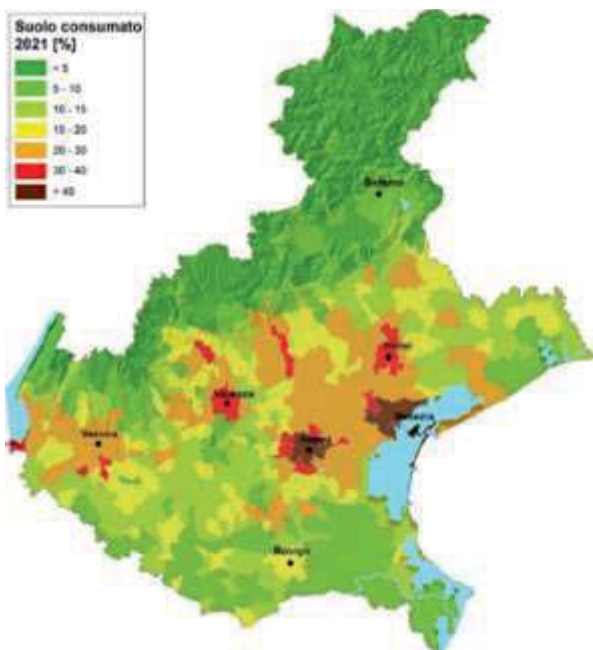 Suolo consumato
2021 [%]
< 5
5 - 10
10 - 15
15 - 20
20 - 30
30 - 40
> 40
Belluno
Treviso
Vicenza
Venezia
Verona
Padova
Rovigo